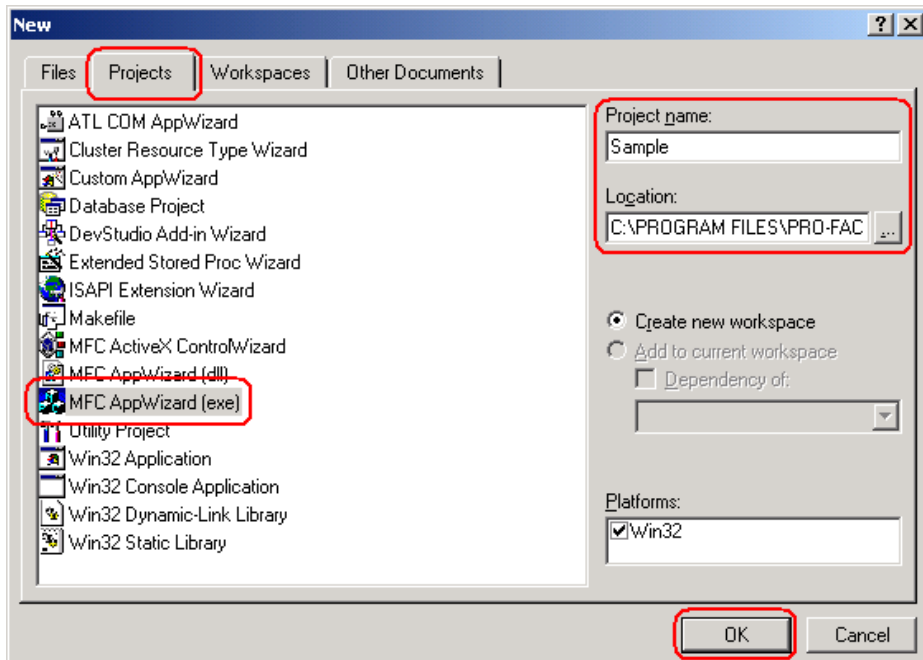 New
Files Projects Workspaces Other Documents
ATL COM AppWizard
Cluster Resource Type Wizard
Custom AppWizard
Database Project
DevStudio Add-in Wizard
Extended Stored Proc Wizard
ISAPI Extension Wizard
Makefile
MFC ActiveX ControlWizard
MFC AppWizard (dll)
MFC AppWizard (exe)
Utility Project
Win32 Application
Win32 Console Application
Win32 Dynamic-Link Library
Win32 Static Library
Project name:
Sample
Location:
C:\PROGRAM FILES\PRO-FAC
...
Create new workspace
Add to current workspace
Dependency of:
Platforms:
Win32
OK Cancel